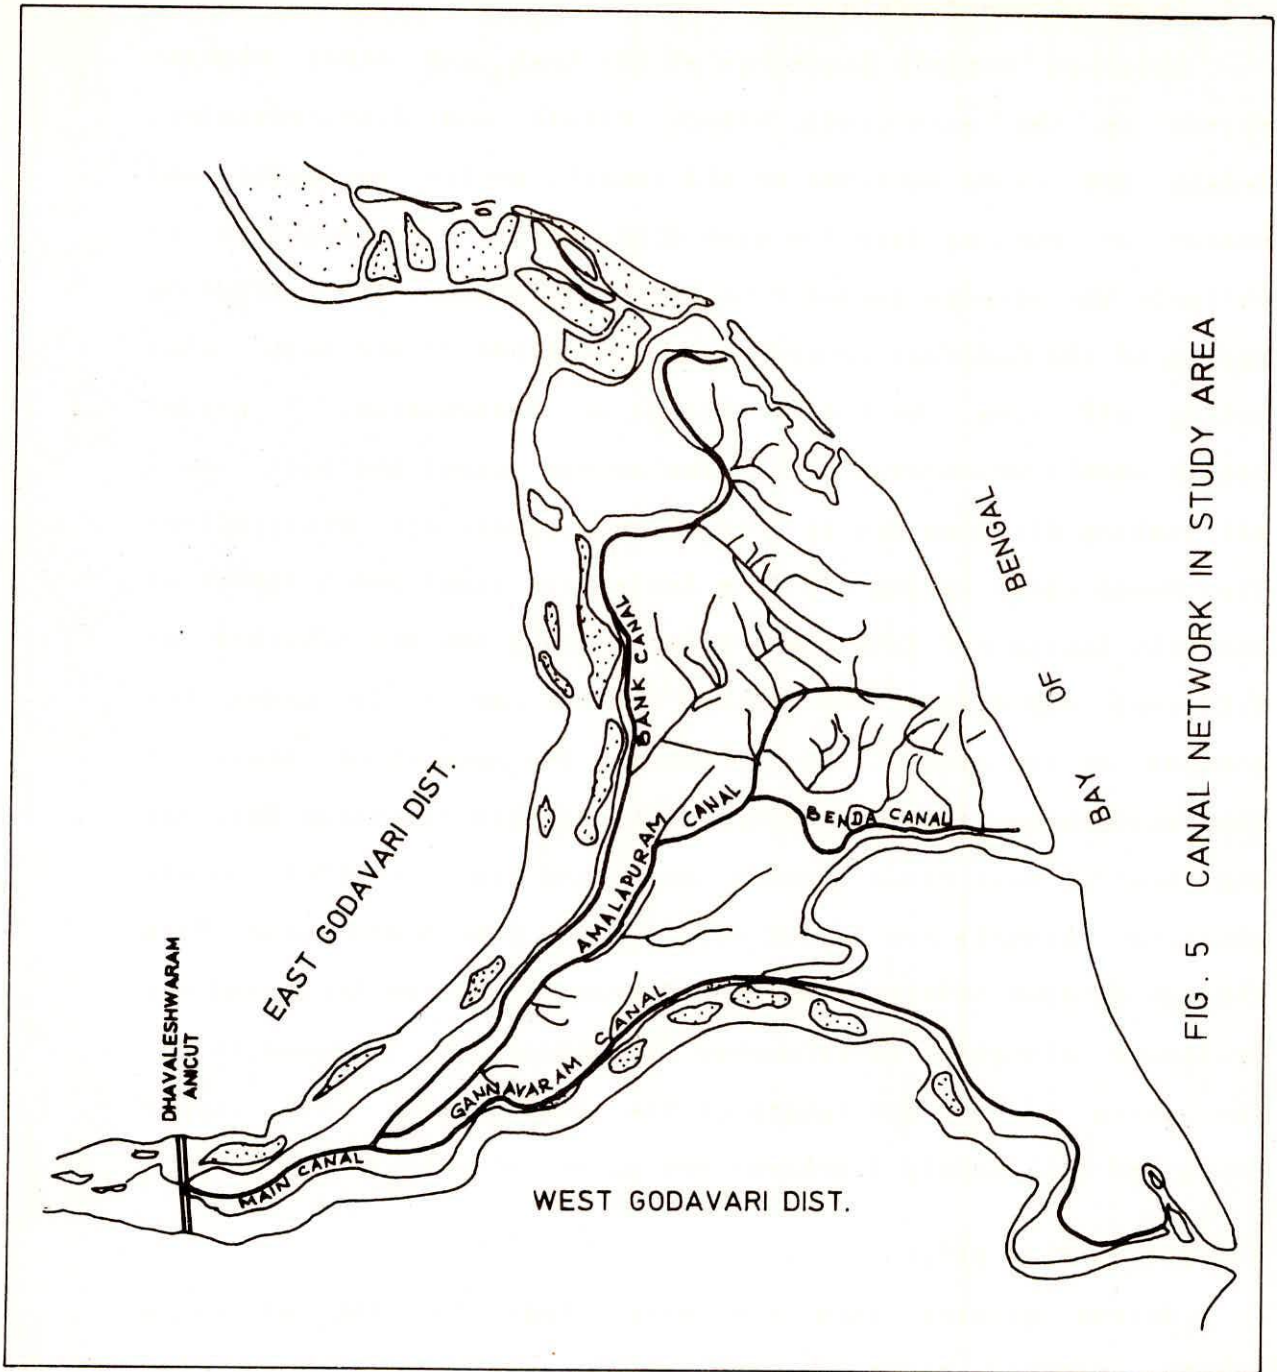 DHAVALESHWARAM
ANICUT
EAST GODAVARI DIST.
MAIN CANAL
GANNAVARAM CANAL
AMALAPURAM CANAL
BANK CANAL
BENDA CANAL
WEST GODAVARI DIST.
BAY OF BENGAL
FIG. 5 CANAL NETWORK IN STUDY AREA